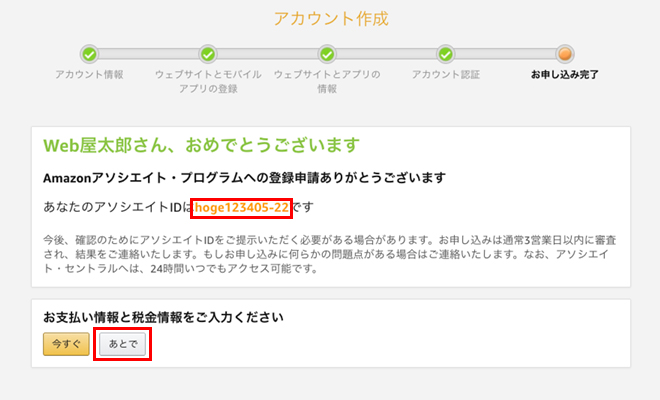 アカウント作成
アカウント情報
ウェブサイトとモバイル
アプリの登録
ウェブサイトとアプリの
情報
アカウント認証
お申し込み完了
Web屋太郎さん、おめでとうございます
Amazonアソシエイト・プログラムへの登録申請ありがとうございます
あなたのアソシエイトIDはhoge123405-22です
今後、確認のためにアソシエイトIDをご提示いただく必要がある場合があります。お申し込みは通常3営業日以内に審査
され、結果をご連絡いたします。もしお申し込みに何らかの問題点がある場合はご連絡いたします。なお、アソシエイ
ト・セントラルへは、24時間いつでもアクセス可能です。
お支払い情報と税金情報をご入力ください
今すぐ
あとで